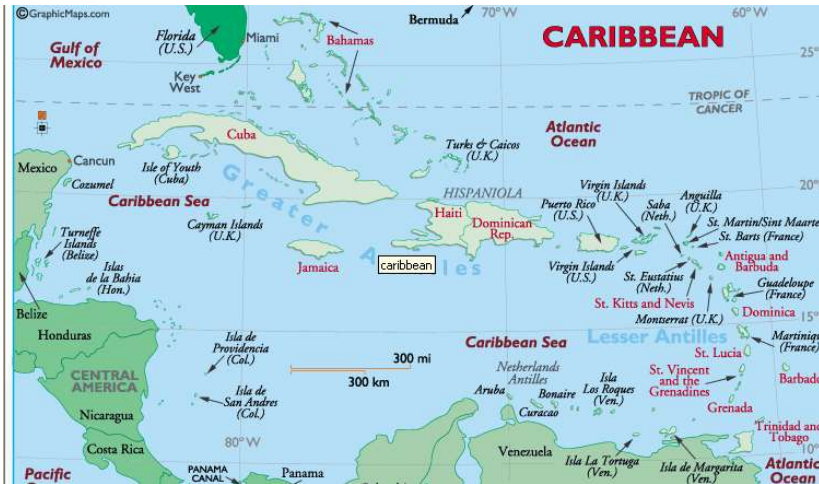 ©GraphicMaps.com
Bermuda
70° W
60° W
Florida
(U.S.)
Miami
Bahamas
CARIBBEAN
Gulf of
Mexico
25°
Key
West
TROPIC OF
CANCER
Atlantic
Ocean
Cuba
Turks & Caicos
(U.K.)
Mexico
Cancun
Isle of Youth
(Cuba)
Cozumel
Greater
Antilles
20°
Caribbean Sea
HISPANIOLA
Haiti
Dominican
Rep.
Puerto Rico
(U.S.)
Virgin Islands
(U.K.)
Saba
(Neth.)
Anguilla
(U.K.)
St. Martin/Sint Maarte
St. Barts (France)
Cayman Islands
(U.K.)
Turneffe
Islands
(Belize)
Jamaica
caribbean
Virgin Islands
(U.S.)
St. Eustatius
(Neth.)
Antigua and
Barbuda
Islas
de la Bahia
(Hon.)
St. Kitts and Nevis
Guadeloupe
(France)
Montserrat (U.K.)
Dominica
Belize
15°
Honduras
Isla de
Providencia
(Col.)
Caribbean Sea
Lesser Antilles
Martiniqu
(France)
300 mi
300 km
St. Lucia
Netherlands
Antilles
CENTRAL
AMERICA
Isla de
San Andres
(Col.)
Aruba
Bonaire
Curacao
Isla
Los Roques
(Ven.)
St. Vincent
and the
Grenadines
Barbado
Grenada
Nicaragua
Trinidad and
Tobago
Costa Rica
80° W
Venezuela
10°
Pacific
PANAMA
CANAL
Panama
Colombia
Isla La Tortuga
(Ven.)
Isla de Margarita
(Ven.)
Atlantic
Ocean